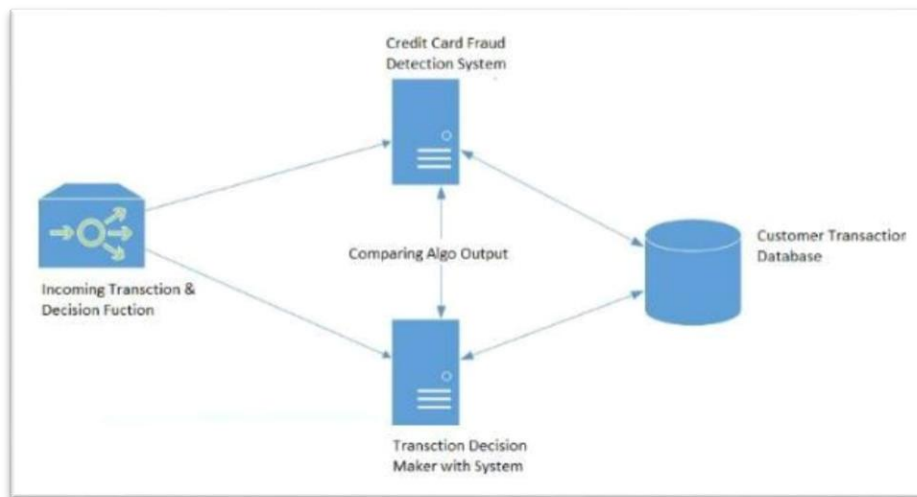 Credit Card Fraud
Detection System
Comparing Algo Output
Customer Transaction
Database
Incoming Transction &
Decision Fuction
Transction Decision
Maker with System